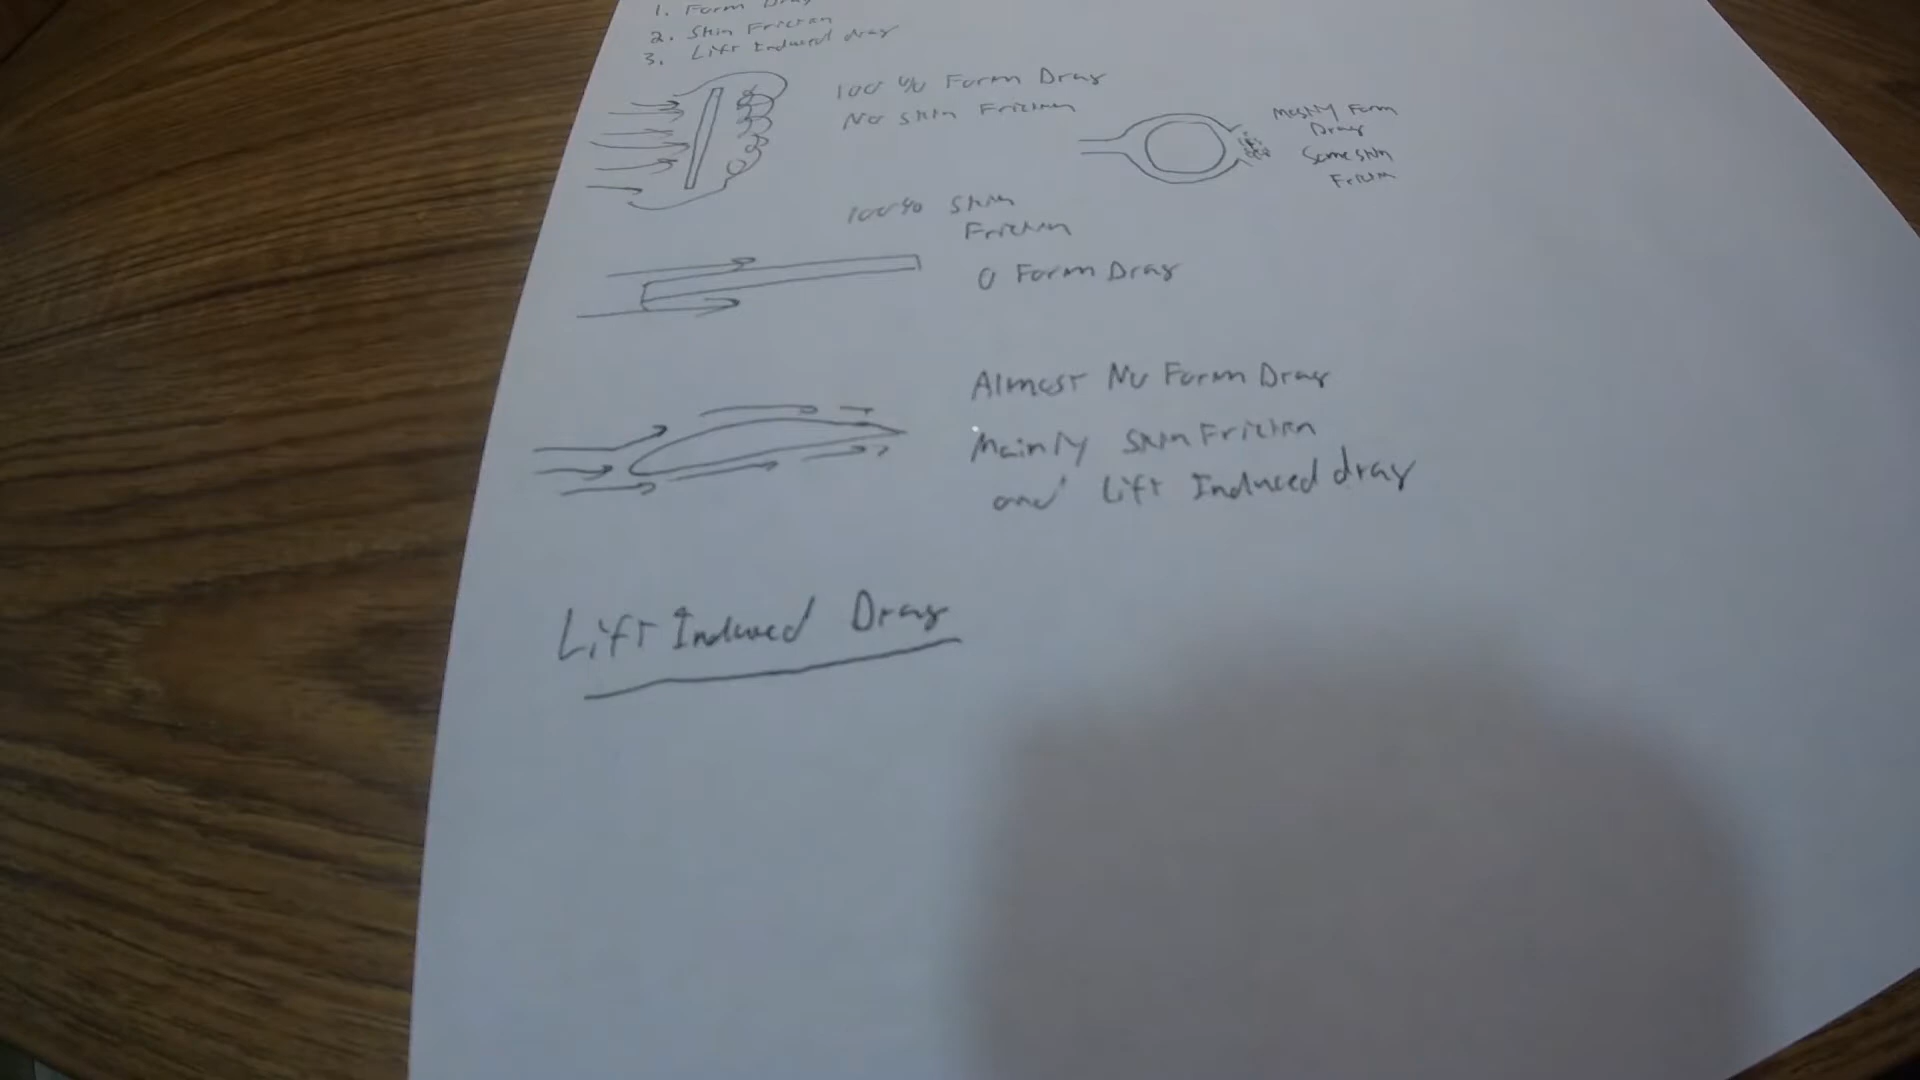 1. Form Drag
2. Skin Friction
3. Lift Induced drag
100 % Form Drag
No Skin Friction
Mostly Form
Drag
Some skin
Friction
100% Skin
Friction
0 Form Drag
Almost No Form Drag
Mainly Skin Friction
and Lift Induced drag
Lift Induced Drag